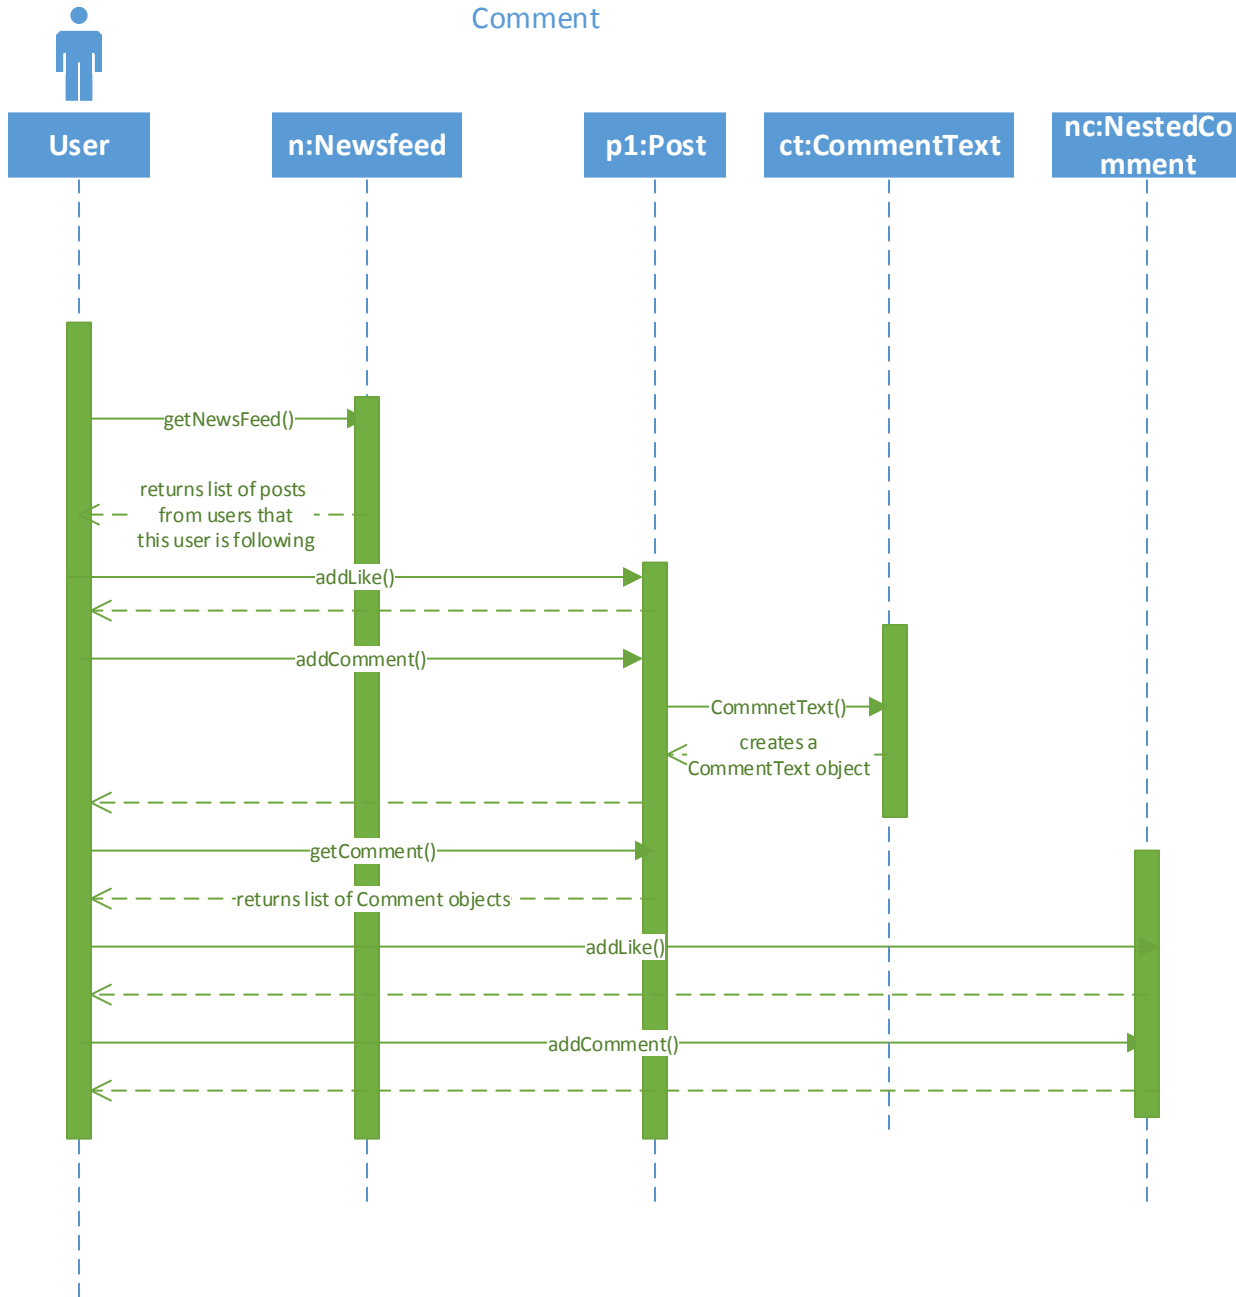 Comment
User
n:Newsfeed
p1:Post
ct:CommentText
nc:NestedCo
mment
getNewsFeed()
returns list of posts
from users that
this user is following
addLike()
addComment()
CommnetText()
creates a
CommentText object
getComment()
returns list of Comment objects
addLike()
addComment()